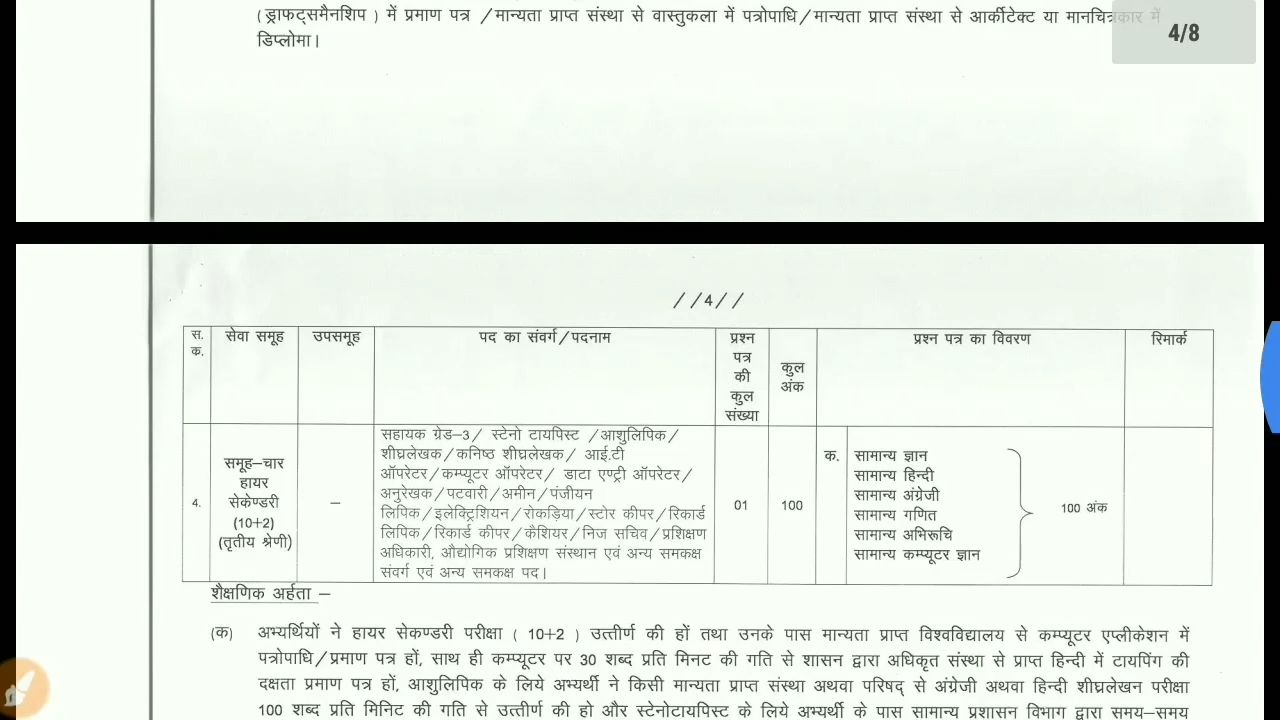 (ड्राफ्ट्समैनशिप ) में प्रमाण पत्र /मान्यता प्राप्त संस्था से वास्तुकला में पत्रोपाधि/मान्यता प्राप्त संस्था से आर्कीटेक्ट या मानचित्रकार में
डिप्लोमा।
4/8
//4//
स. क.
सेवा समूह
उपसमूह
पद का संवर्ग/पदनाम
प्रश्न पत्र की कुल संख्या
कुल अंक
प्रश्न पत्र का विवरण
रिमार्क
4.
समूह–चार
हायर
सेकेण्डरी
(10+2)
(तृतीय श्रेणी)
–
सहायक ग्रेड–3/ स्टेनो टायपिस्ट /आशुलिपिक/
शीघ्रलेखक/कनिष्ठ शीघ्रलेखक/ आई.टी
ऑपरेटर/कम्प्यूटर ऑपरेटर/ डाटा एण्ट्री ऑपरेटर/
अनुरेखक/पटवारी/अमीन/पंजीयन
लिपिक/इलेक्ट्रिशियन/रोकड़िया/स्टोर कीपर/रिकार्ड
लिपिक/रिकार्ड कीपर/कैशियर/निज सचिव/प्रशिक्षण
अधिकारी, औद्योगिक प्रशिक्षण संस्थान एवं अन्य समकक्ष
संवर्ग एवं अन्य समकक्ष पद।
01
100
क.
सामान्य ज्ञान
सामान्य हिन्दी
सामान्य अंग्रेजी
सामान्य गणित
सामान्य अभिरूचि
सामान्य कम्प्यूटर ज्ञान
100 अंक
शैक्षणिक अर्हता –
(क) अभ्यर्थियों ने हायर सेकण्डरी परीक्षा ( 10+2 ) उत्तीर्ण की हों तथा उनके पास मान्यता प्राप्त विश्वविद्यालय से कम्प्यूटर एप्लीकेशन में
पत्रोपाधि/प्रमाण पत्र हों, साथ ही कम्प्यूटर पर 30 शब्द प्रति मिनट की गति से शासन द्वारा अधिकृत संस्था से प्राप्त हिन्दी में टायपिंग की
दक्षता प्रमाण पत्र हों, आशुलिपिक के लिये अभ्यर्थी ने किसी मान्यता प्राप्त संस्था अथवा परिषद् से अंग्रेजी अथवा हिन्दी शीघ्रलेखन परीक्षा
100 शब्द प्रति मिनिट की गति से उत्तीर्ण की हो और स्टेनोटायपिस्ट के लिये अभ्यर्थी के पास सामान्य प्रशासन विभाग द्वारा समय–समय